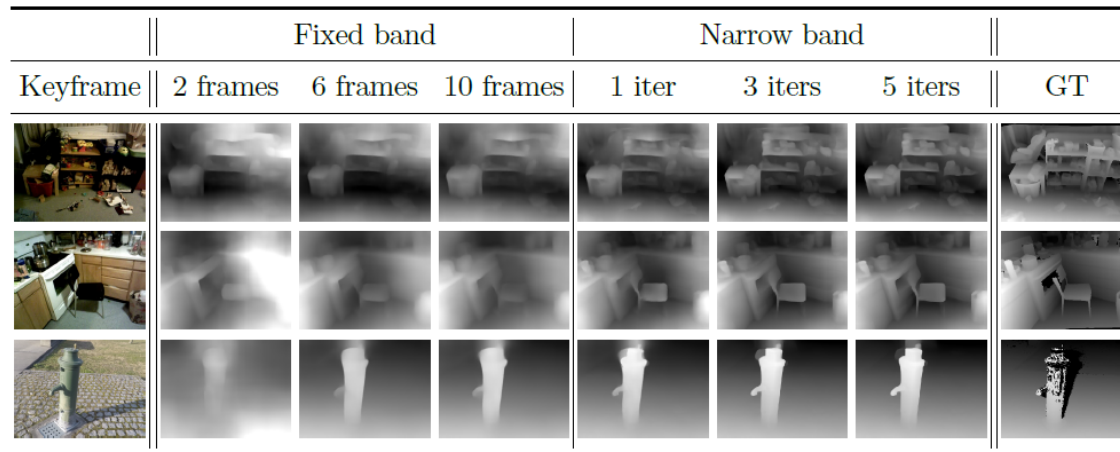 Fixed band Narrow band
Keyframe 2 frames 6 frames 10 frames 1 iter 3 iters 5 iters GT